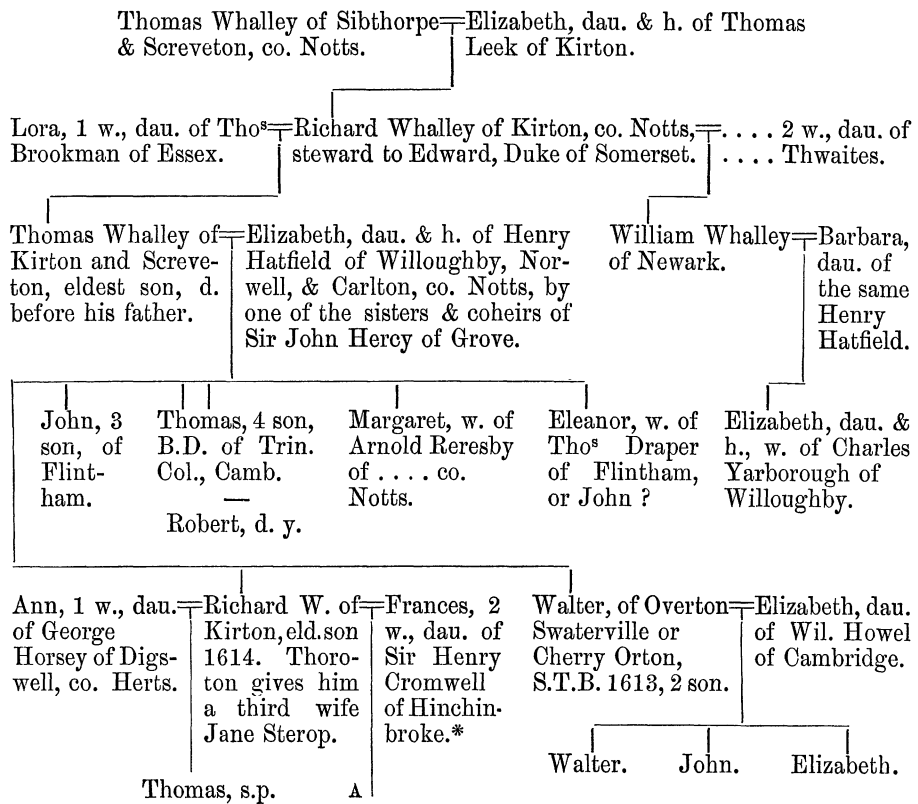 Thomas Whalley of Sibthorpe
& Screveton, co. Notts.
Elizabeth, dau. & h. of Thomas
Leek of Kirton.
Lora, 1 w., dau. of Thoˢ
Brookman of Essex.
Richard Whalley of Kirton, co. Notts,
steward to Edward, Duke of Somerset.
. . . . 2 w., dau. of
. . . . Thwaites.
Thomas Whalley of
Kirton and Screve-
ton, eldest son, d.
before his father.
Elizabeth, dau. & h. of Henry
Hatfield of Willoughby, Nor-
well, & Carlton, co. Notts, by
one of the sisters & coheirs of
Sir John Hercy of Grove.
William Whalley
of Newark.
Barbara,
dau. of
the same
Henry
Hatfield.
John, 3
son, of
Flint-
ham.
Thomas, 4 son,
B.D. of Trin.
Col., Camb.
—
Robert, d. y.
Margaret, w. of
Arnold Reresby
of . . . . co.
Notts.
Eleanor, w. of
Thoˢ Draper
of Flintham,
or John ?
Elizabeth, dau. &
h., w. of Charles
Yarborough of
Willoughby.
Ann, 1 w., dau.
of George
Horsey of Digs-
well, co. Herts.
Richard W. of
Kirton, eld. son
1614. Thoro-
ton gives him
a third wife
Jane Sterop.
Frances, 2
w., dau. of
Sir Henry
Cromwell
of Hinchin-
broke.*
Walter, of Overton
Swaterville or
Cherry Orton,
S.T.B. 1613, 2 son.
Elizabeth, dau.
of Wil. Howel
of Cambridge.
Thomas, s.p.
A
Walter.
John.
Elizabeth.